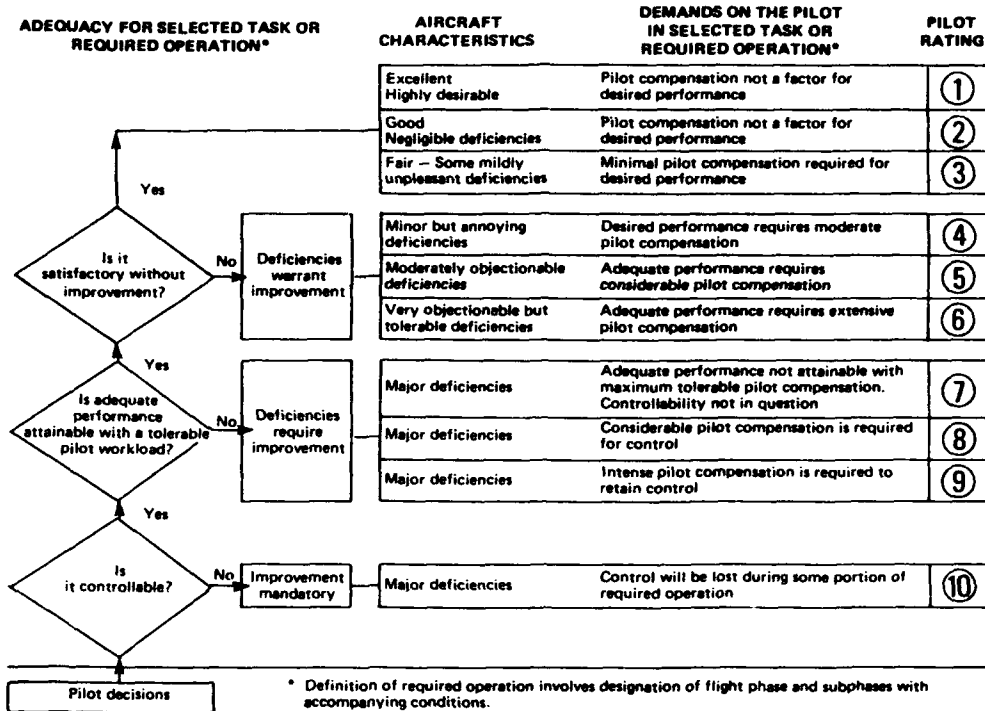 ADEQUACY FOR SELECTED TASK OR
REQUIRED OPERATION*
AIRCRAFT
CHARACTERISTICS
DEMANDS ON THE PILOT
IN SELECTED TASK OR
REQUIRED OPERATION*
PILOT
RATING
Excellent
Highly desirable
Pilot compensation not a factor for
desired performance
1
Good
Negligible deficiencies
Pilot compensation not a factor for
desired performance
2
Fair – Some mildly
unpleasant deficiencies
Minimal pilot compensation required for
desired performance
3
Yes
Is it
satisfactory without
improvement?
No
Deficiencies
warrant
improvement
Minor but annoying
deficiencies
Desired performance requires moderate
pilot compensation
4
Moderately objectionable
deficiencies
Adequate performance requires
considerable pilot compensation
5
Very objectionable but
tolerable deficiencies
Adequate performance requires extensive
pilot compensation
6
Yes
Is adequate
performance
attainable with a tolerable
pilot workload?
No
Deficiencies
require
improvement
Major deficiencies
Adequate performance not attainable with
maximum tolerable pilot compensation.
Controllability not in question
7
Major deficiencies
Considerable pilot compensation is required
for control
8
Major deficiencies
Intense pilot compensation is required to
retain control
9
Yes
Is
it controllable?
No
Improvement
mandatory
Major deficiencies
Control will be lost during some portion of
required operation
10
Pilot decisions
* Definition of required operation involves designation of flight phase and subphases with
accompanying conditions.